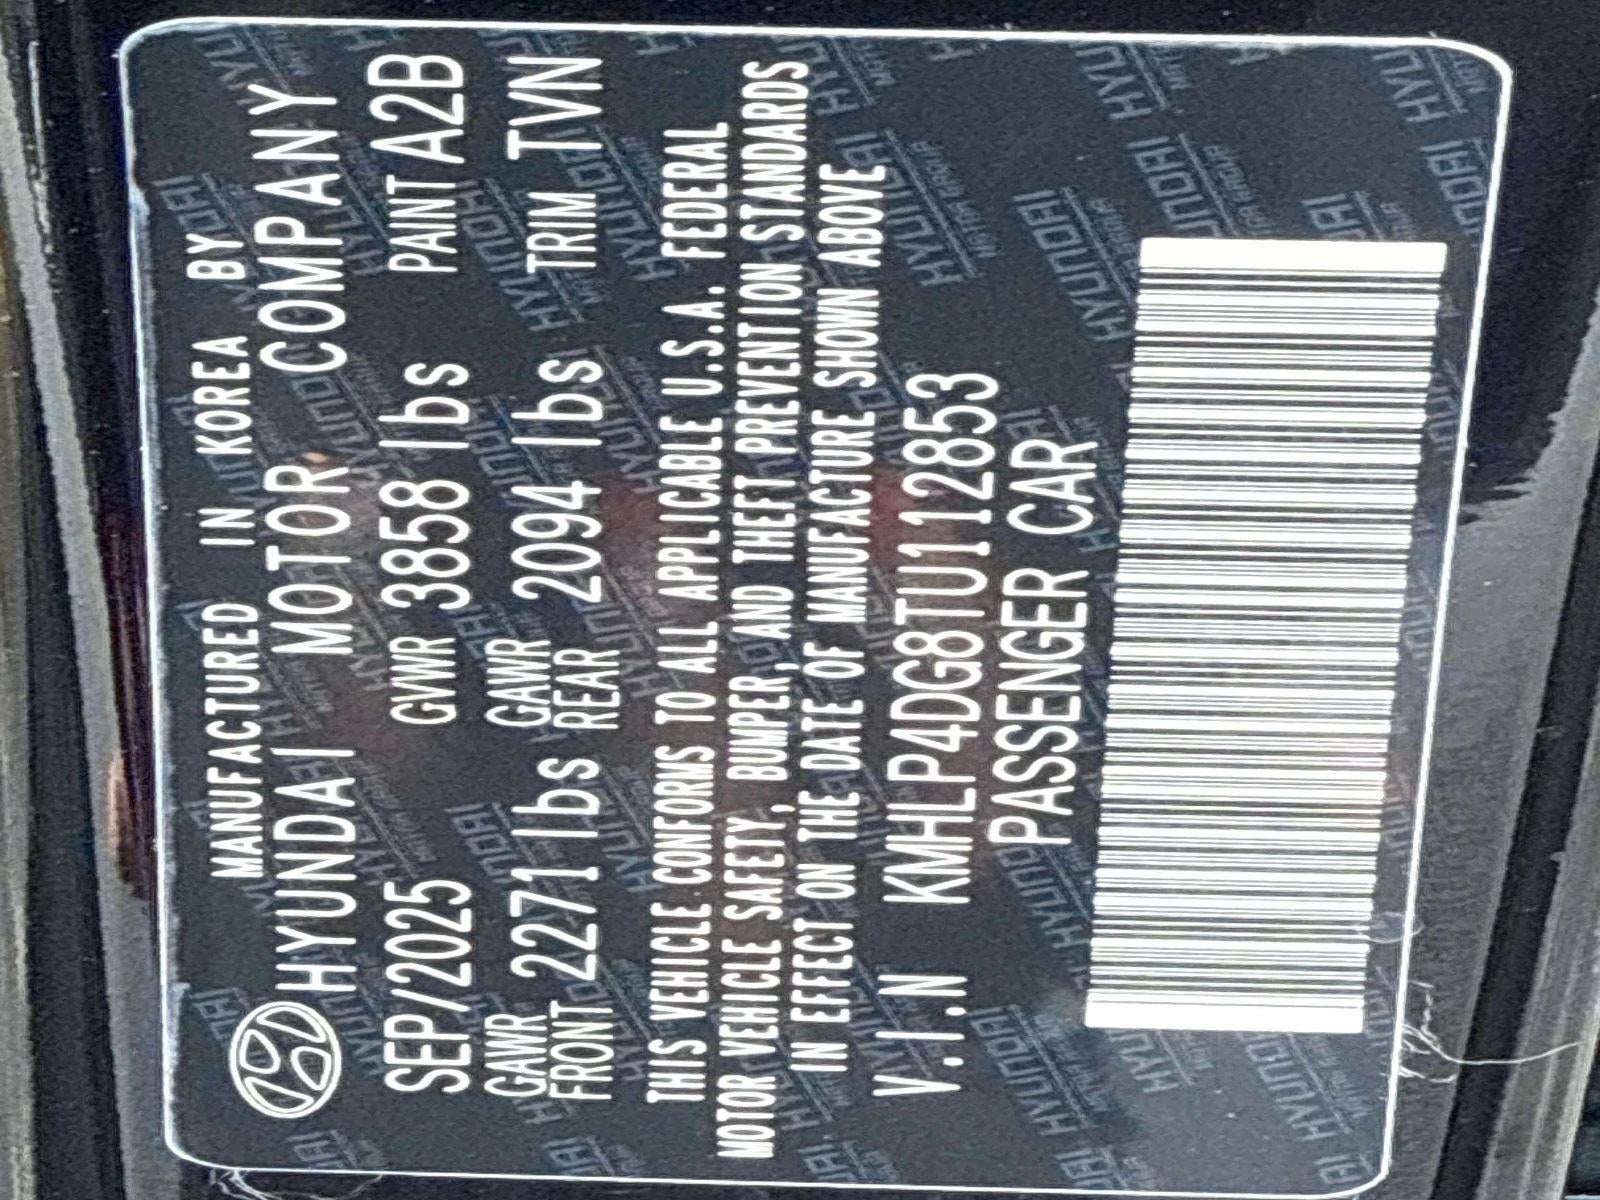 MANUFACTURED IN KOREA BY
HYUNDAI MOTOR COMPANY
SEP/2025 GVWR 3858 lbs PAINT A2B
GAWR FRONT 2271 lbs GAWR REAR 2094 lbs TRIM TVN
THIS VEHICLE CONFORMS TO ALL APPLICABLE U.S.A. FEDERAL
MOTOR VEHICLE SAFETY, BUMPER, AND THEFT PREVENTION STANDARDS
IN EFFECT ON THE DATE OF MANUFACTURE SHOWN ABOVE
V.I.N KMHLP4DG8TU112853
PASSENGER CAR